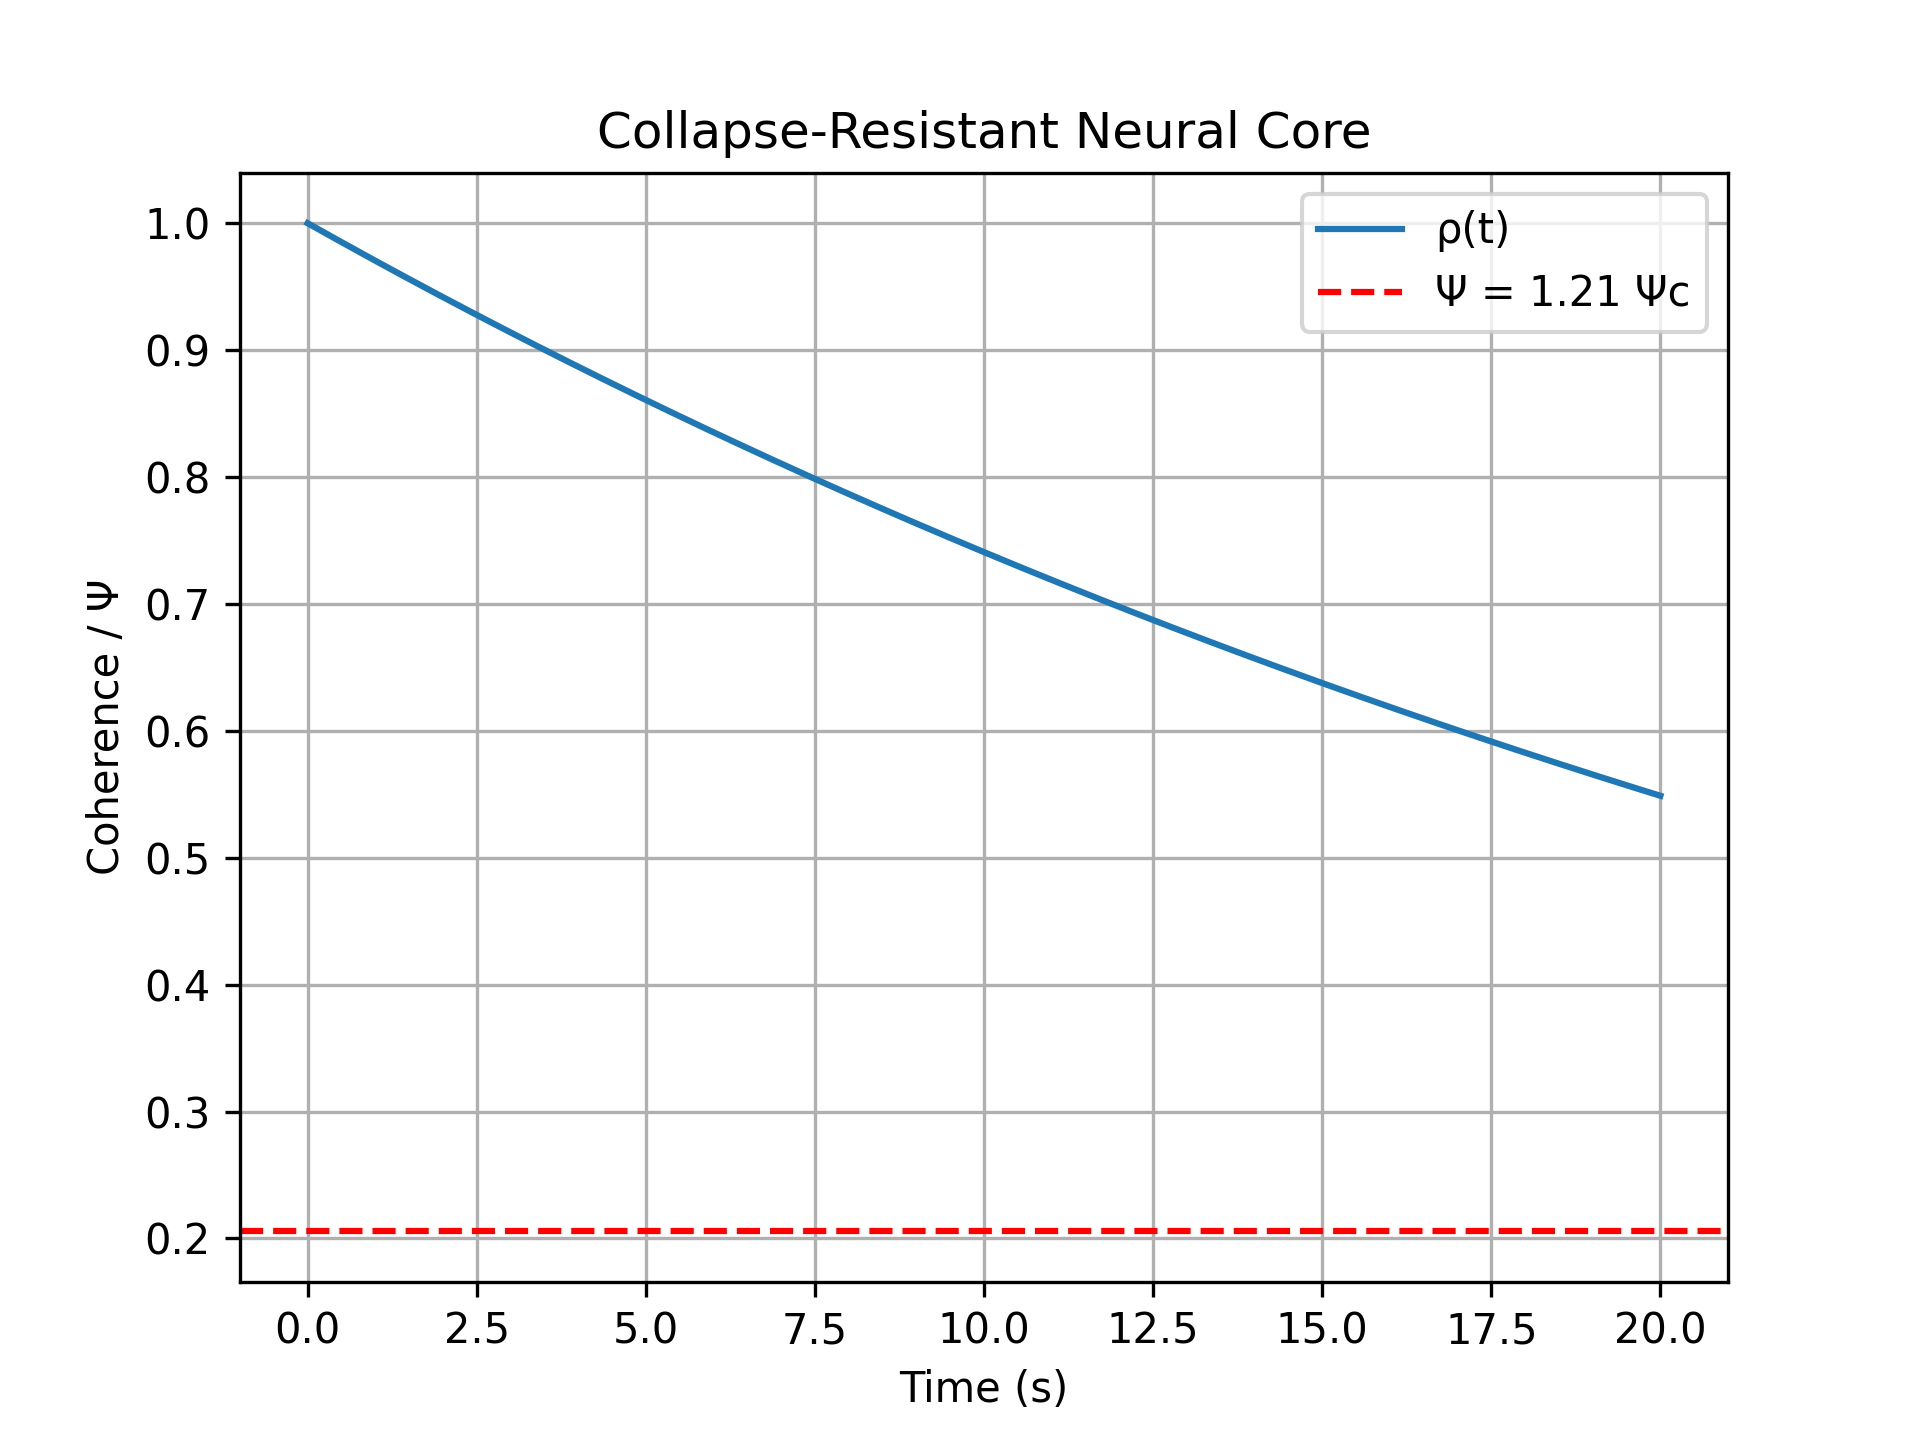 Collapse-Resistant Neural Core
ρ(t)
Ψ = 1.21 Ψc
1.0
0.9
0.8
0.7
0.6
0.5
0.4
0.3
0.2
Coherence / Ψ
0.0 2.5 5.0 7.5 10.0 12.5 15.0 17.5 20.0
Time (s)